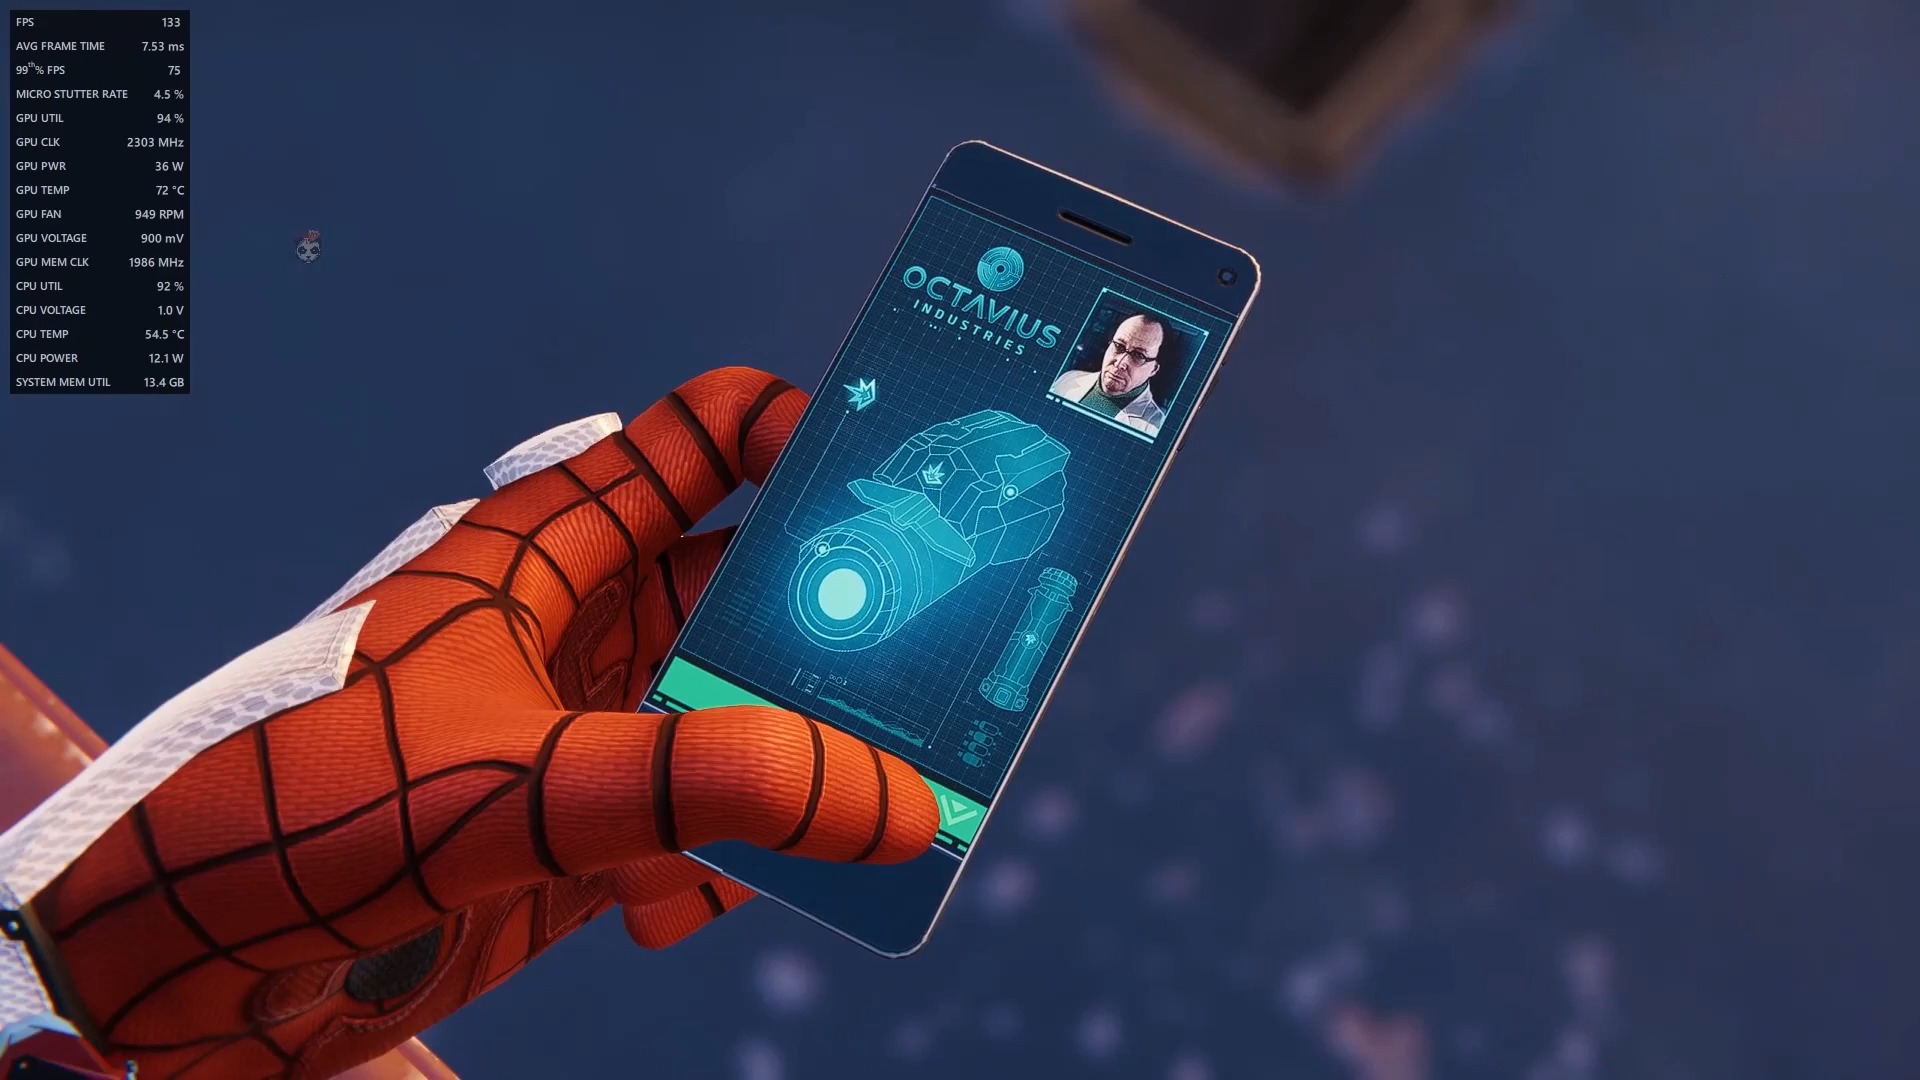 FPS 133
AVG FRAME TIME 7.53 ms
99th% FPS 75
MICRO STUTTER RATE 4.5 %
GPU UTIL 94 %
GPU CLK 2303 MHz
GPU PWR 36 W
GPU TEMP 72 °C
GPU FAN 949 RPM
GPU VOLTAGE 900 mV
GPU MEM CLK 1986 MHz
CPU UTIL 92 %
CPU VOLTAGE 1.0 V
CPU TEMP 54.5 °C
CPU POWER 12.1 W
SYSTEM MEM UTIL 13.4 GB
OCTAVIUS
INDUSTRIES